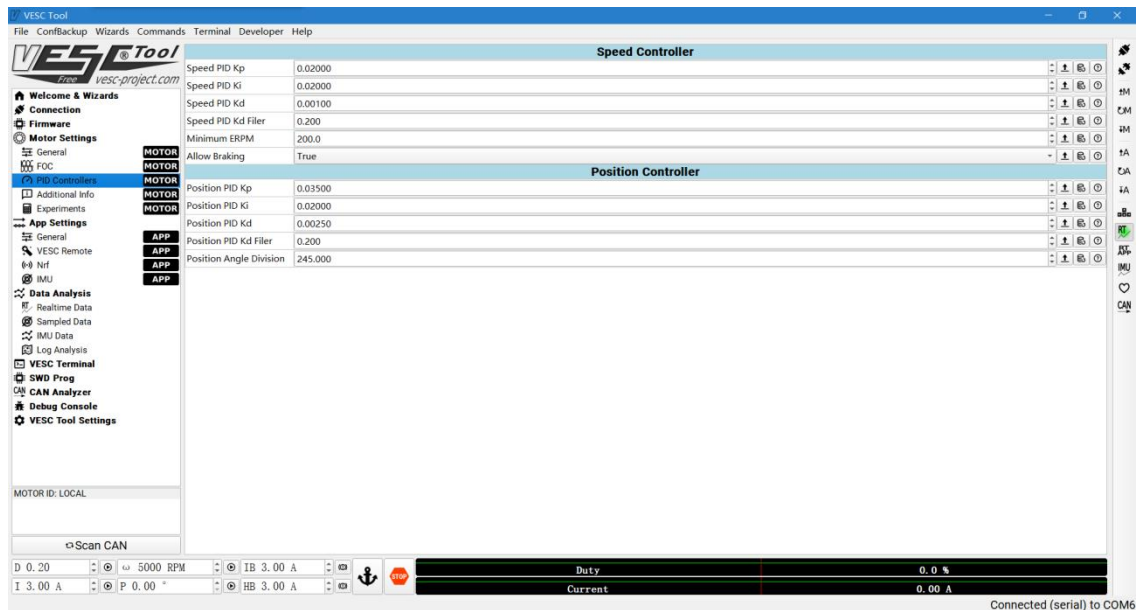 VESC Tool
File ConfBackup Wizards Commands Terminal Developer Help
VESC ® Tool
Free vesc-project.com
Welcome & Wizards
Connection
Firmware
Motor Settings
General MOTOR
FOC MOTOR
PID Controllers MOTOR
Additional Info MOTOR
Experiments MOTOR
App Settings
General APP
VESC Remote APP
Nrf APP
IMU APP
Data Analysis
RT Realtime Data
Sampled Data
IMU Data
Log Analysis
VESC Terminal
SWD Prog
CAN CAN Analyzer
Debug Console
VESC Tool Settings
MOTOR ID: LOCAL
Scan CAN
Speed Controller
Speed PID Kp 0.02000
Speed PID Ki 0.02000
Speed PID Kd 0.00100
Speed PID Kd Filer 0.200
Minimum ERPM 200.0
Allow Braking True
Position Controller
Position PID Kp 0.03500
Position PID Ki 0.02000
Position PID Kd 0.00250
Position PID Kd Filer 0.200
Position Angle Division 245.000
M
M
M
A
A
A
RT
RT APP
IMU
CAN
D 0.20 ω 5000 RPM IB 3.00 A
I 3.00 A P 0.00 ° HB 3.00 A
STOP
Duty 0.0 %
Current 0.00 A
Connected (serial) to COM6